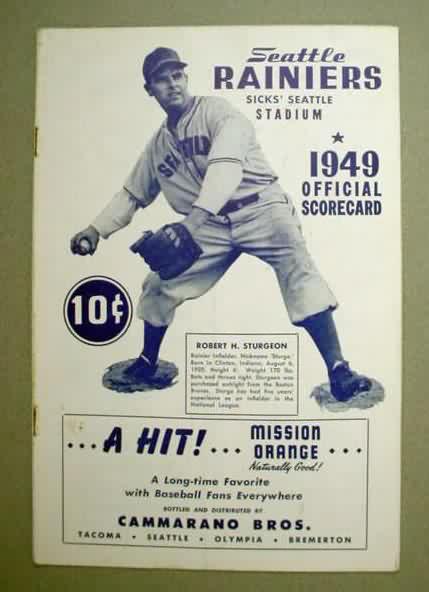 Seattle
RAINIERS
SICKS' SEATTLE
STADIUM
1949
OFFICIAL
SCORECARD
SEATTLE
10¢
ROBERT H. STURGEON
Rainier Infielder. Nickname "Sturge."
Born in Clinton, Indiana, August 6,
1920. Height 6'. Weight 170 lbs.
Bats and throws right. Sturgeon was
purchased outright from the Boston
Braves. Sturge has had five years'
experience as an infielder in the
National League.
...A HIT!... MISSION ...
ORANGE
Naturally Good!
A Long-time Favorite
with Baseball Fans Everywhere
BOTTLED AND DISTRIBUTED BY
CAMMARANO BROS.
TACOMA • SEATTLE • OLYMPIA • BREMERTON